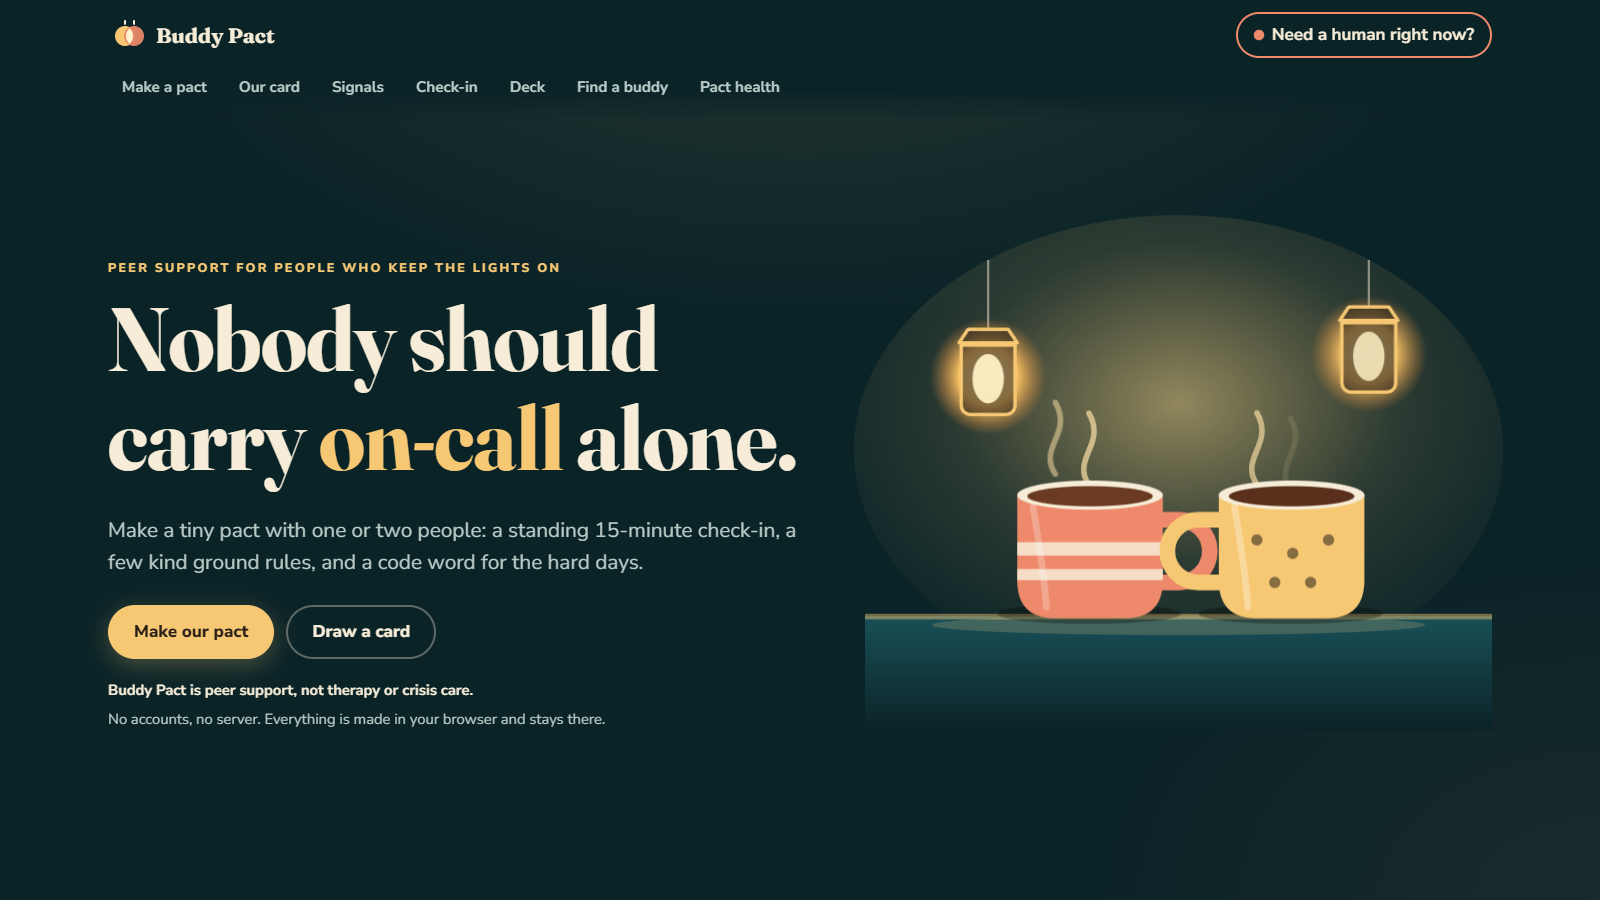 Buddy Pact
Need a human right now?
Make a pact
Our card
Signals
Check-in
Deck
Find a buddy
Pact health
PEER SUPPORT FOR PEOPLE WHO KEEP THE LIGHTS ON
Nobody should
carry on-call alone.
Make a tiny pact with one or two people: a standing 15-minute check-in, a
few kind ground rules, and a code word for the hard days.
Make our pact
Draw a card
Buddy Pact is peer support, not therapy or crisis care.
No accounts, no server. Everything is made in your browser and stays there.